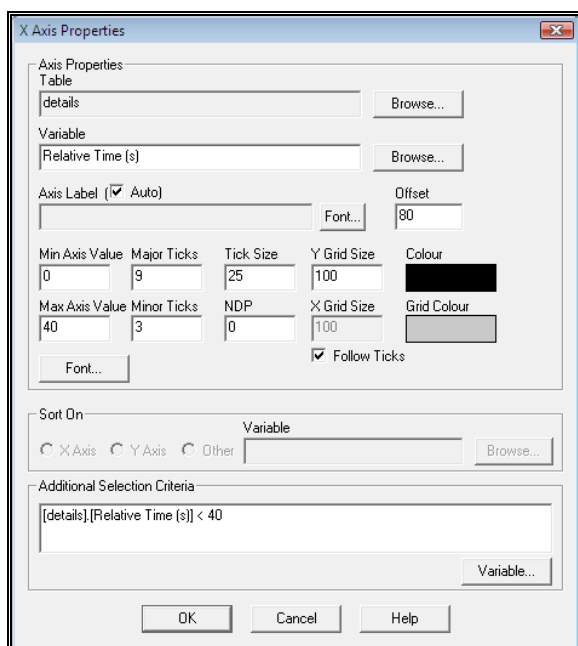 X Axis Properties
Axis Properties
Table
details
Browse...
Variable
Relative Time (s)
Browse...
Axis Label ( Auto)
Offset
Font...
80
Min Axis Value Major Ticks Tick Size Y Grid Size Colour
0 9 25 100
Max Axis Value Minor Ticks NDP X Grid Size Grid Colour
40 3 0 100
Follow Ticks
Font...
Sort On
Variable
X Axis Y Axis Other
Browse...
Additional Selection Criteria
[details].[Relative Time (s)] < 40
Variable...
OK Cancel Help